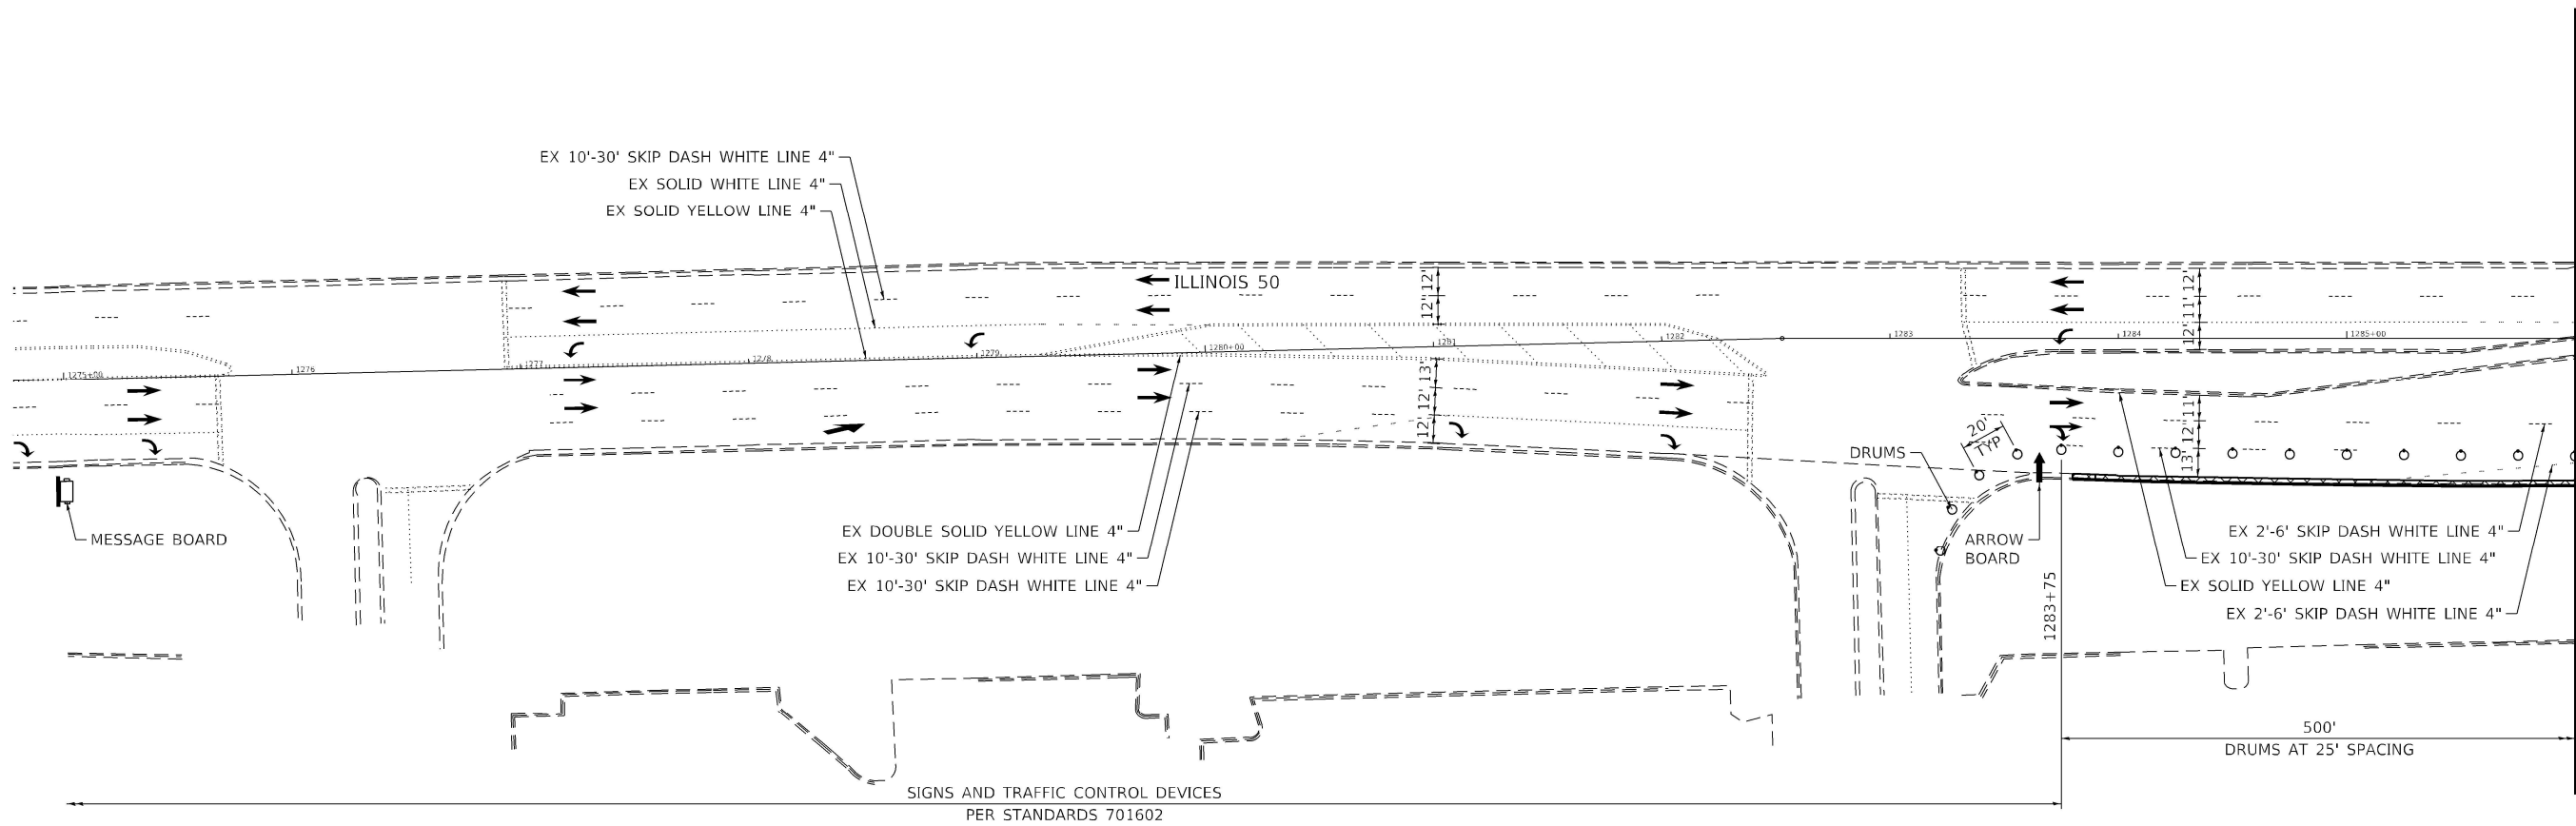 EX 10'-30' SKIP DASH WHITE LINE 4"
EX SOLID WHITE LINE 4"
EX SOLID YELLOW LINE 4"
ILLINOIS 50
12'
12'
12'
11'
12'
1275+00
1276
1277
1278
1279
1280+00
1281
1282
1283
1284
1285+00
13'
12'
12'
11'
12'
13'
20'
TYP
DRUMS
MESSAGE BOARD
EX DOUBLE SOLID YELLOW LINE 4"
EX 10'-30' SKIP DASH WHITE LINE 4"
EX 10'-30' SKIP DASH WHITE LINE 4"
ARROW
BOARD
1283+75
EX 2'-6' SKIP DASH WHITE LINE 4"
EX 10'-30' SKIP DASH WHITE LINE 4"
EX SOLID YELLOW LINE 4"
EX 2'-6' SKIP DASH WHITE LINE 4"
500'
DRUMS AT 25' SPACING
SIGNS AND TRAFFIC CONTROL DEVICES
PER STANDARDS 701602